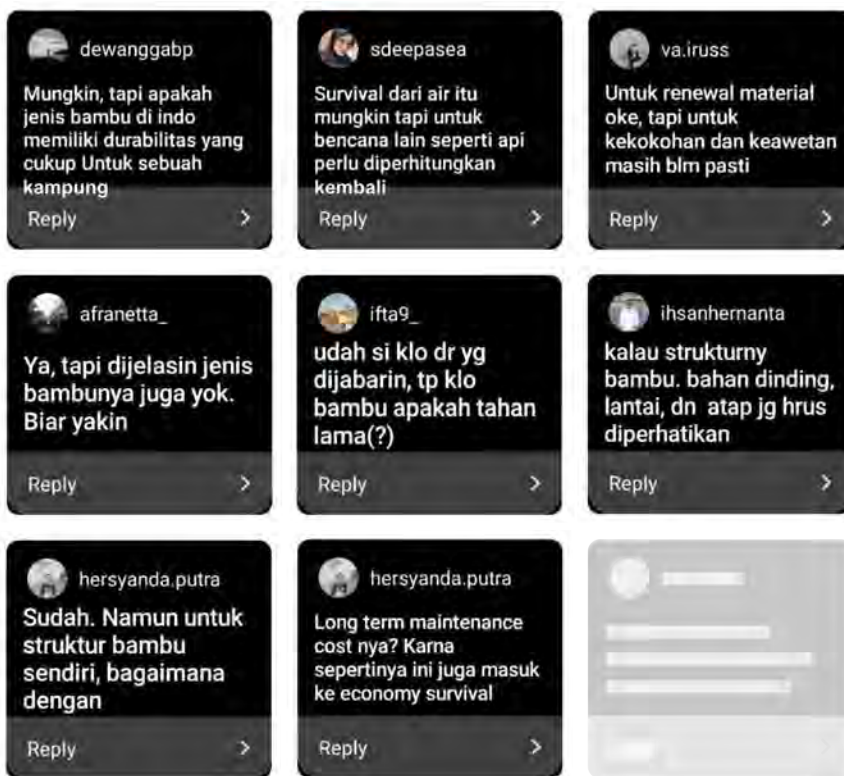 dewanggabp
Mungkin, tapi apakah
jenis bambu di indo
memiliki durabilitas yang
cukup Untuk sebuah
kampung
Reply
sdeepasea
Survival dari air itu
mungkin tapi untuk
bencana lain seperti api
perlu diperhitungkan
kembali
Reply
va.iruss
Untuk renewal material
oke, tapi untuk
kekokohan dan keawetan
masih blm pasti
Reply
afranetta_
Ya, tapi dijelasin jenis
bambunya juga yok.
Biar yakin
Reply
ifta9_
udah si klo dr yg
dijabarin, tp klo
bambu apakah tahan
lama(?)
Reply
ihsanhernanta
kalau strukturny
bambu. bahan dinding,
lantai, dn atap jg hrus
diperhatikan
Reply
hersyanda.putra
Sudah. Namun untuk
struktur bambu
sendiri, bagaimana
dengan
Reply
hersyanda.putra
Long term maintenance
cost nya? Karna
sepertinya ini juga masuk
ke economy survival
Reply